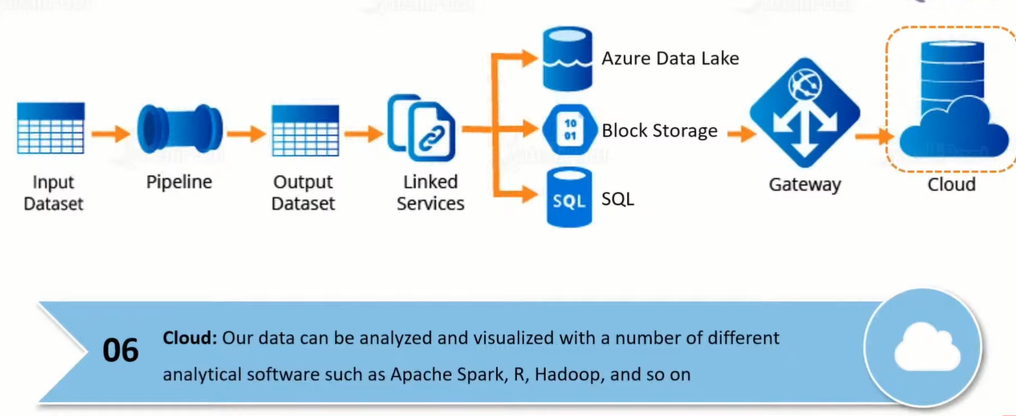 Azure Data Lake
10
01
Block Storage
SQL
SQL
Input
Dataset
Pipeline
Output
Dataset
Linked
Services
Gateway
Cloud
06
Cloud: Our data can be analyzed and visualized with a number of different
analytical software such as Apache Spark, R, Hadoop, and so on